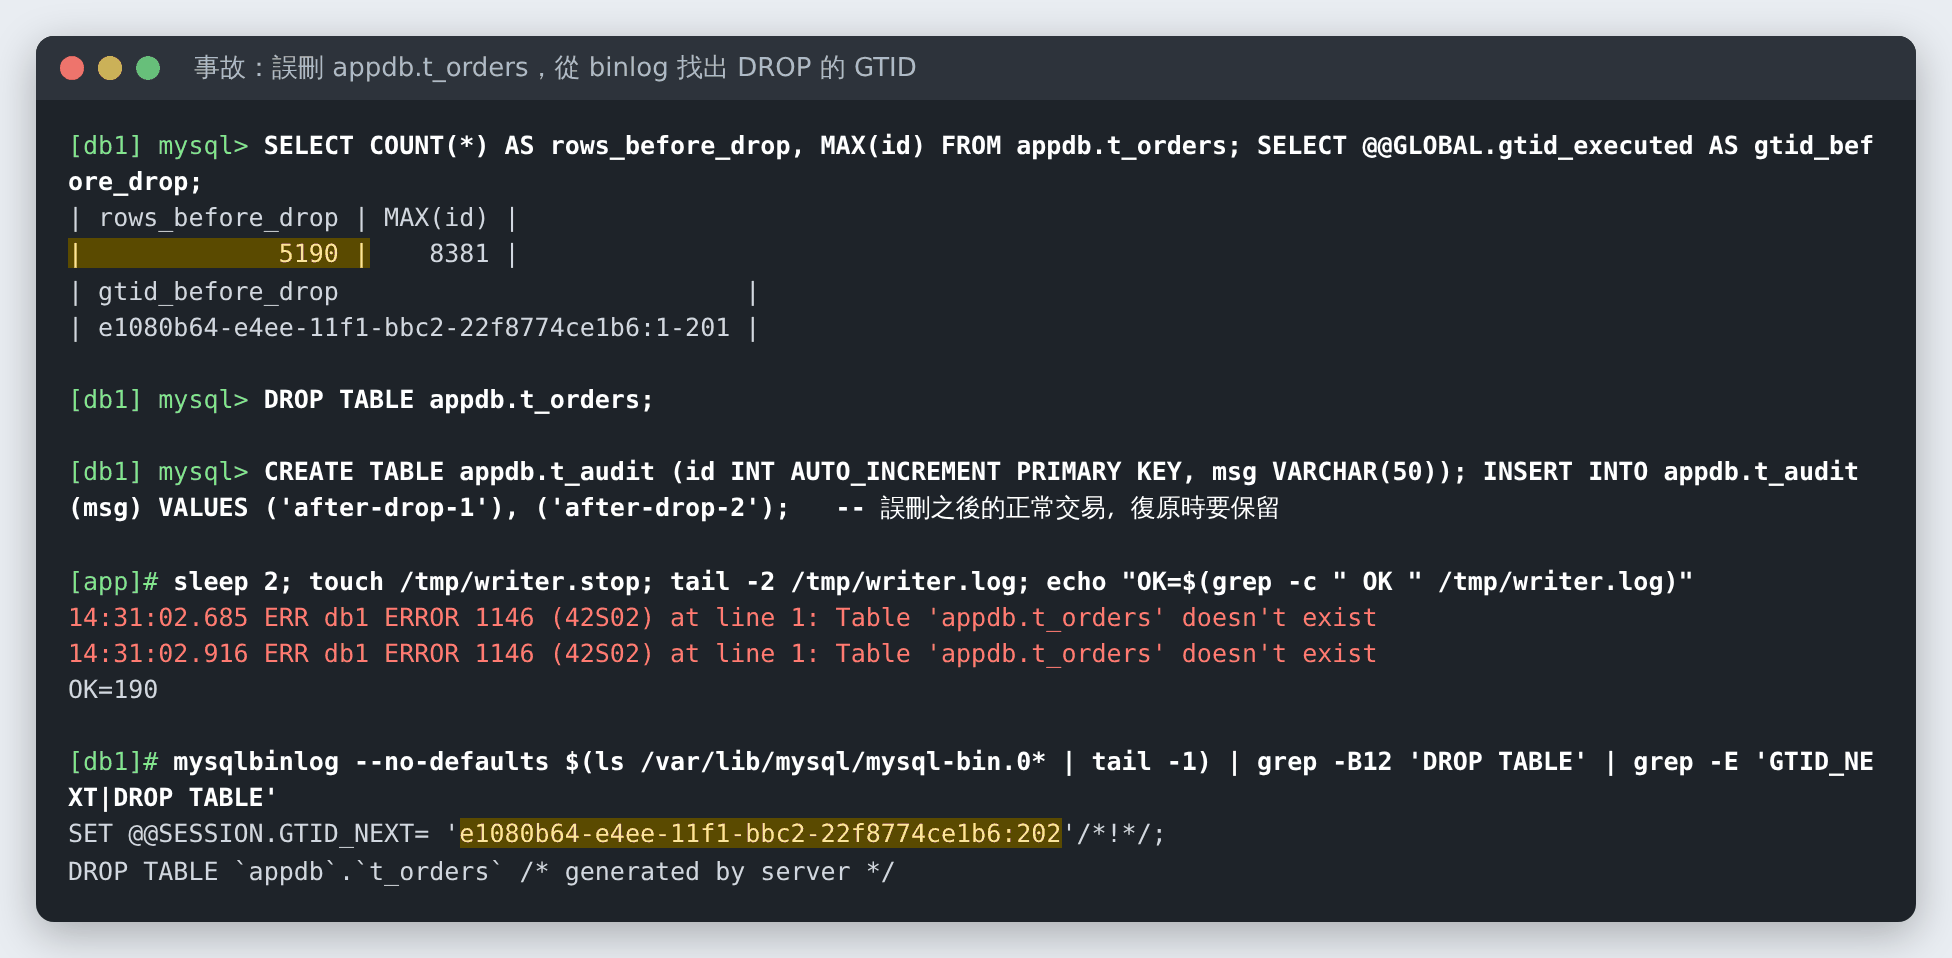 事故：誤刪 appdb.t_orders，從 binlog 找出 DROP 的 GTID
[db1] mysql> SELECT COUNT(*) AS rows_before_drop, MAX(id) FROM appdb.t_orders; SELECT @@GLOBAL.gtid_executed AS gtid_bef
ore_drop;
| rows_before_drop | MAX(id) |
|             5190 |    8381 |
| gtid_before_drop                           |
| e1080b64-e4ee-11f1-bbc2-22f8774ce1b6:1-201 |
[db1] mysql> DROP TABLE appdb.t_orders;
[db1] mysql> CREATE TABLE appdb.t_audit (id INT AUTO_INCREMENT PRIMARY KEY, msg VARCHAR(50)); INSERT INTO appdb.t_audit
(msg) VALUES ('after-drop-1'), ('after-drop-2');   -- 誤刪之後的正常交易, 復原時要保留
[app]# sleep 2; touch /tmp/writer.stop; tail -2 /tmp/writer.log; echo "OK=$(grep -c " OK " /tmp/writer.log)"
14:31:02.685 ERR db1 ERROR 1146 (42S02) at line 1: Table 'appdb.t_orders' doesn't exist
14:31:02.916 ERR db1 ERROR 1146 (42S02) at line 1: Table 'appdb.t_orders' doesn't exist
OK=190
[db1]# mysqlbinlog --no-defaults $(ls /var/lib/mysql/mysql-bin.0* | tail -1) | grep -B12 'DROP TABLE' | grep -E 'GTID_NE
XT|DROP TABLE'
SET @@SESSION.GTID_NEXT= 'e1080b64-e4ee-11f1-bbc2-22f8774ce1b6:202'/*!*/;
DROP TABLE `appdb`.`t_orders` /* generated by server */